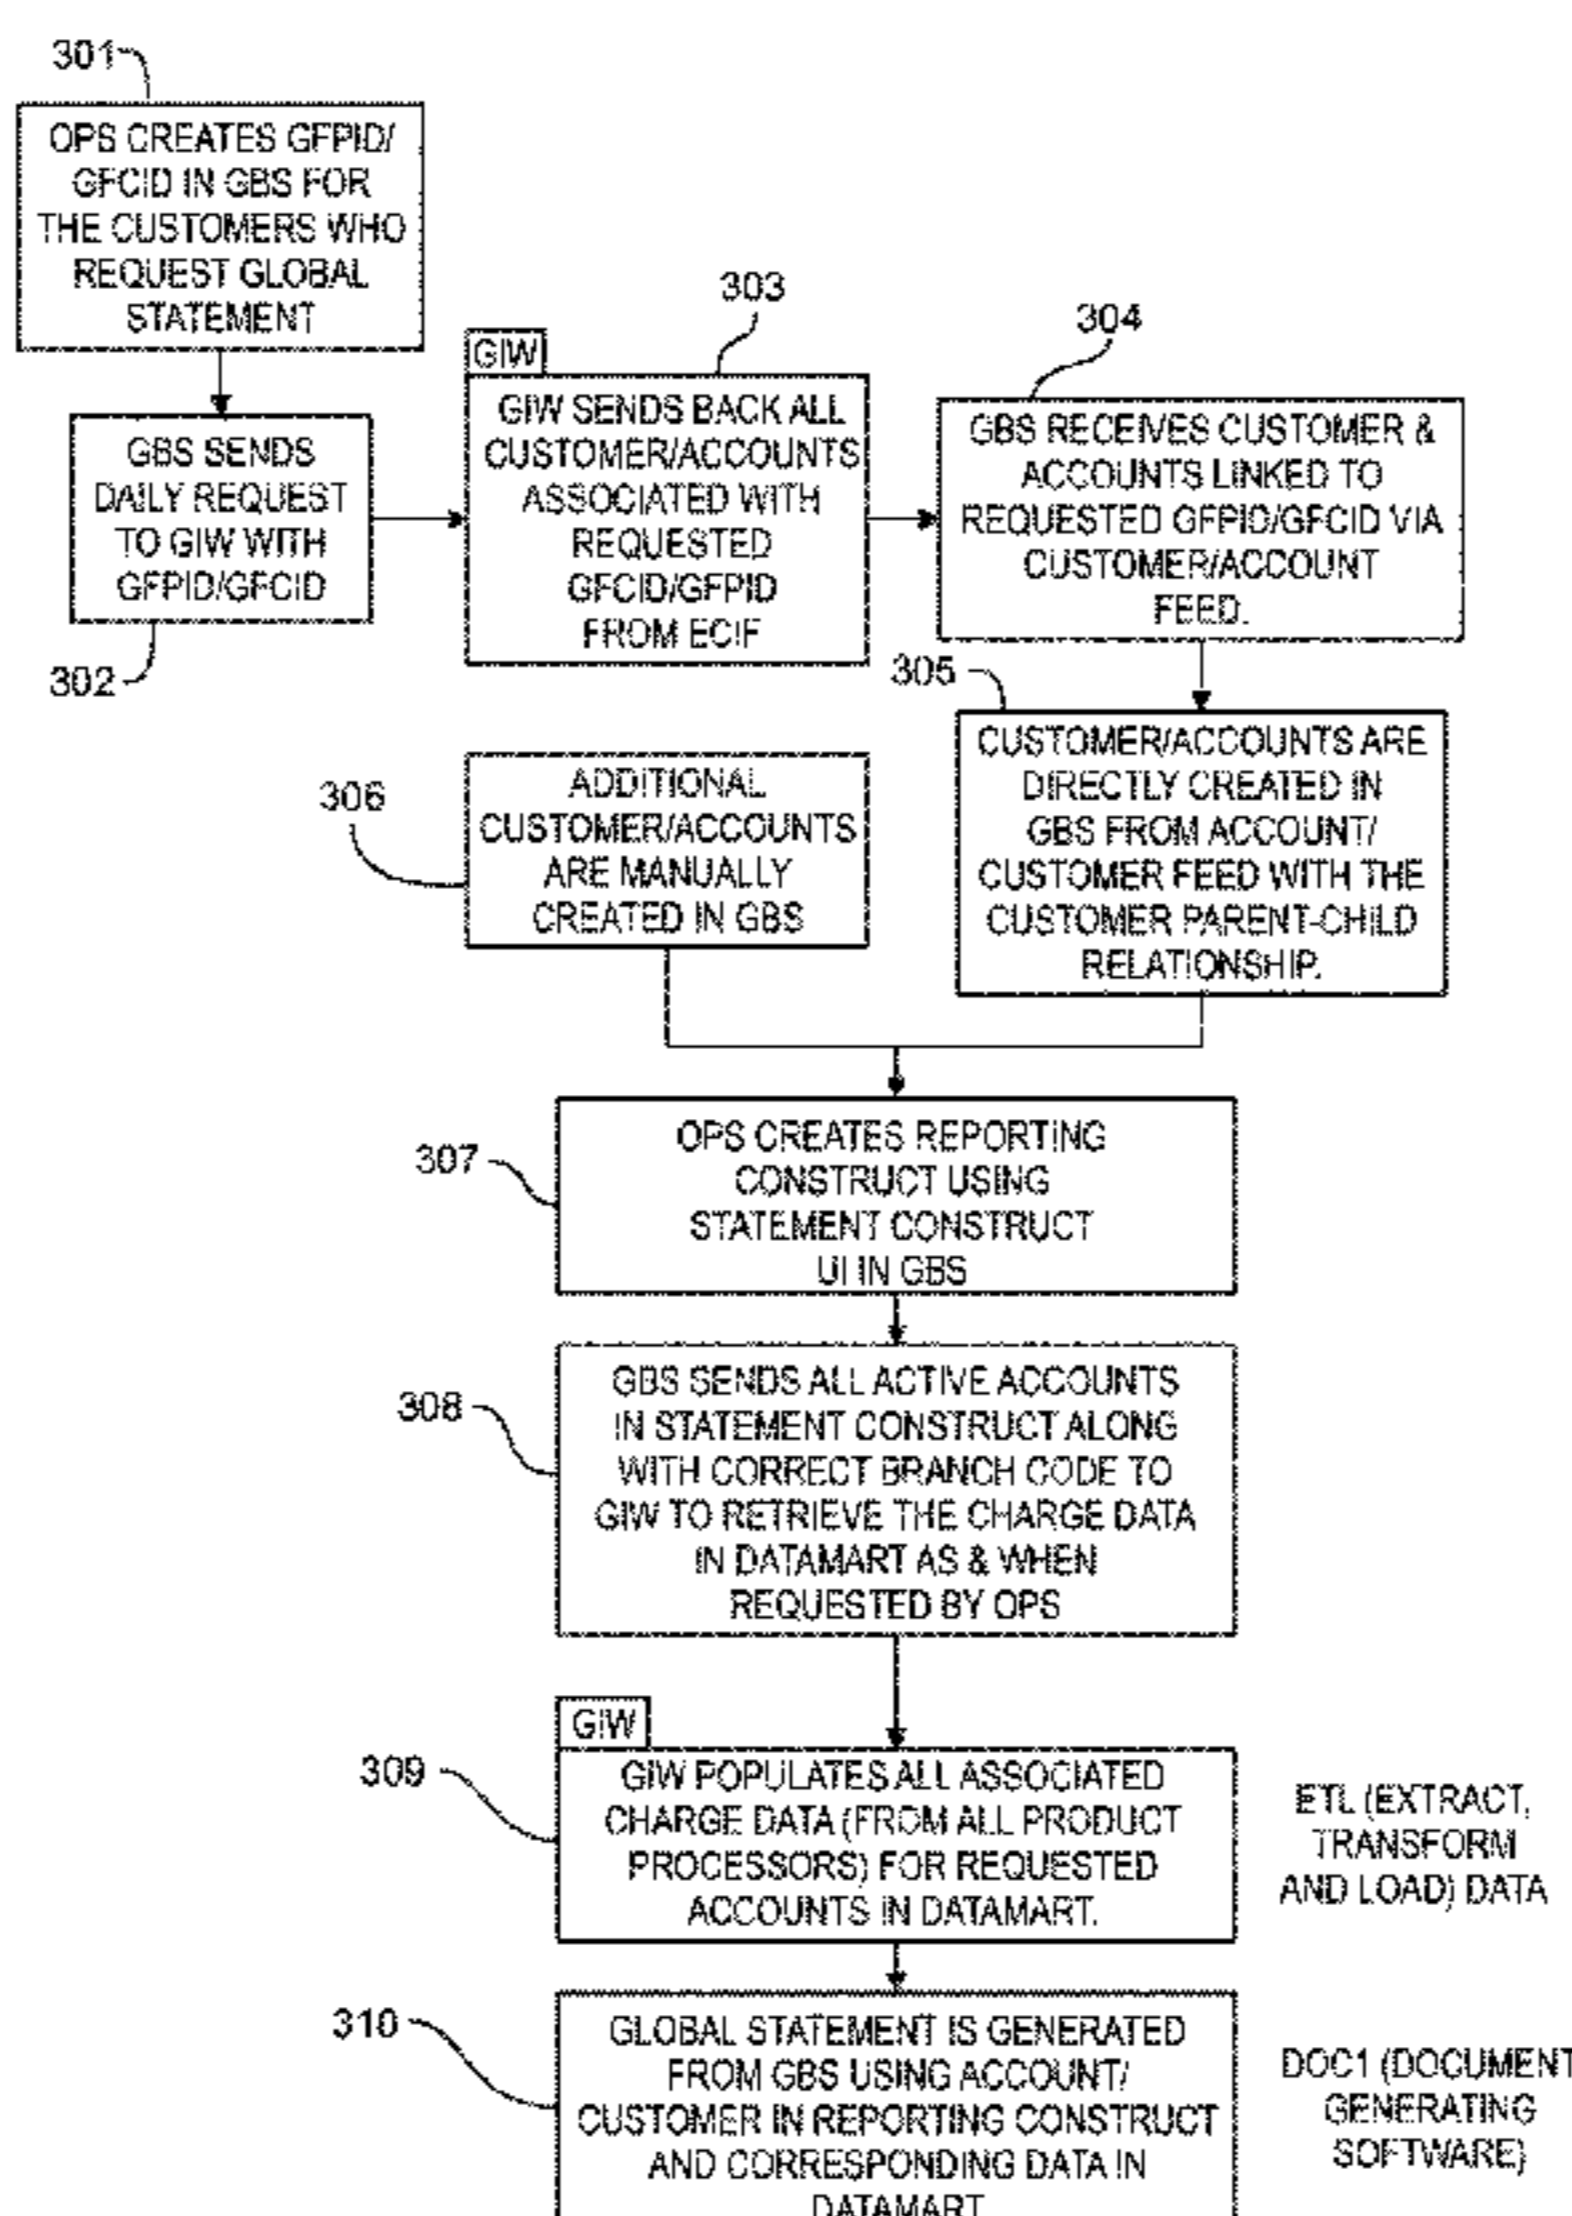 301
OPS CREATES GFPID/
GFCID IN GBS FOR
THE CUSTOMERS WHO
REQUEST GLOBAL
STATEMENT
GBS SENDS
DAILY REQUEST
TO GIW WITH
GFPID/GFCID
302
303
GIW
GIW SENDS BACK ALL
CUSTOMER/ACCOUNTS
ASSOCIATED WITH
REQUESTED
GFCID/GFPID
FROM ECIF
304
GBS RECEIVES CUSTOMER &
ACCOUNTS LINKED TO
REQUESTED GFPID/GFCID VIA
CUSTOMER/ACCOUNT
FEED.
305
CUSTOMER/ACCOUNTS ARE
DIRECTLY CREATED IN
GBS FROM ACCOUNT/
CUSTOMER FEED WITH THE
CUSTOMER PARENT-CHILD
RELATIONSHIP.
306
ADDITIONAL
CUSTOMER/ACCOUNTS
ARE MANUALLY
CREATED IN GBS
307
OPS CREATES REPORTING
CONSTRUCT USING
STATEMENT CONSTRUCT
UI IN GBS
308
GBS SENDS ALL ACTIVE ACCOUNTS
IN STATEMENT CONSTRUCT ALONG
WITH CORRECT BRANCH CODE TO
GIW TO RETRIEVE THE CHARGE DATA
IN DATAMART AS & WHEN
REQUESTED BY OPS
309
GIW
GIW POPULATES ALL ASSOCIATED
CHARGE DATA (FROM ALL PRODUCT
PROCESSORS) FOR REQUESTED
ACCOUNTS IN DATAMART.
ETL (EXTRACT,
TRANSFORM
AND LOAD) DATA
310
GLOBAL STATEMENT IS GENERATED
FROM GBS USING ACCOUNT/
CUSTOMER IN REPORTING CONSTRUCT
AND CORRESPONDING DATA IN
DATAMART
DOC1 (DOCUMENT
GENERATING
SOFTWARE)